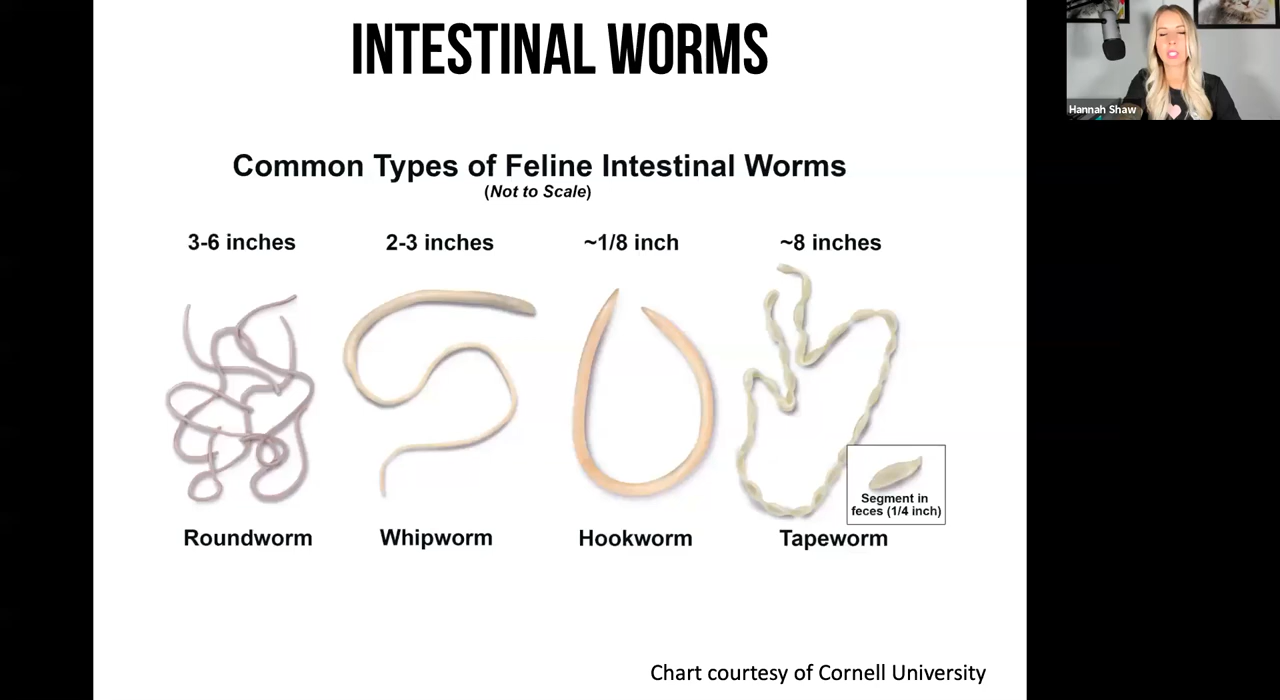 INTESTINAL WORMS
Hannah Shaw
Common Types of Feline Intestinal Worms
(Not to Scale)
3-6 inches
2-3 inches
~1/8 inch
~8 inches
Segment in
feces (1/4 inch)
Roundworm
Whipworm
Hookworm
Tapeworm
Chart courtesy of Cornell University